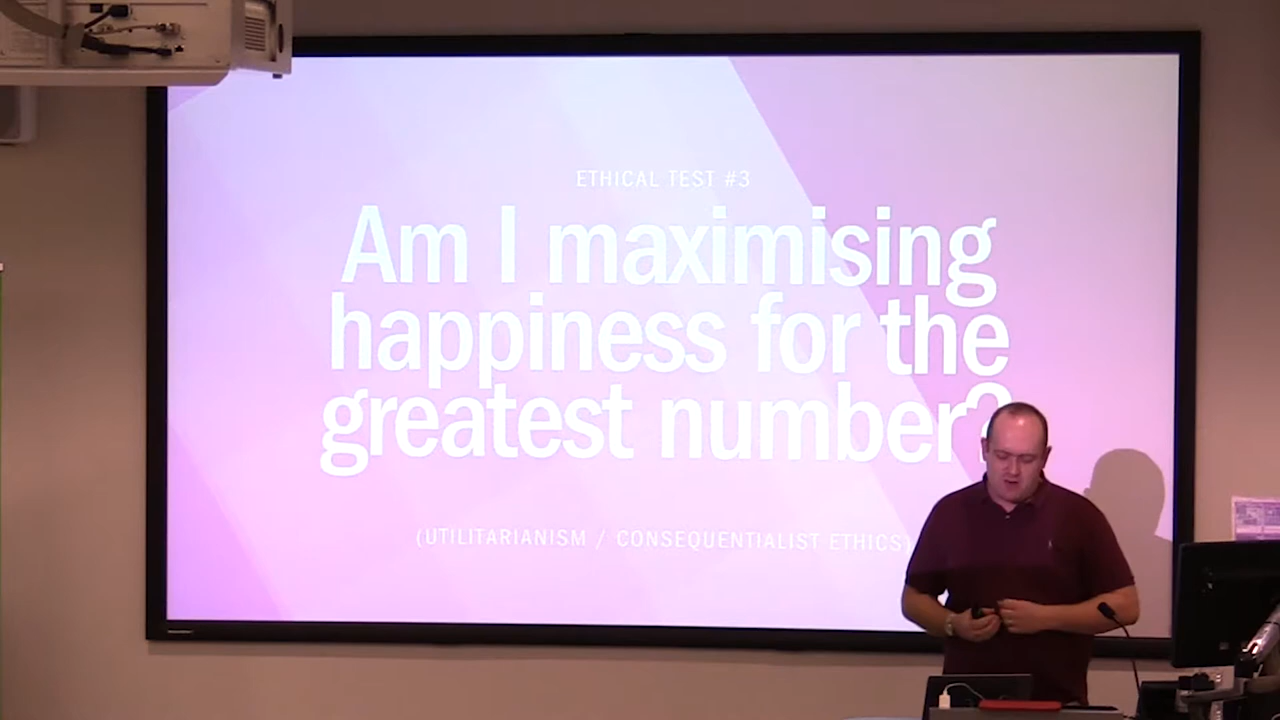 ETHICAL TEST #3
Am I maximising
happiness for the
greatest number?
(UTILITARIANISM / CONSEQUENTIALIST ETHICS)